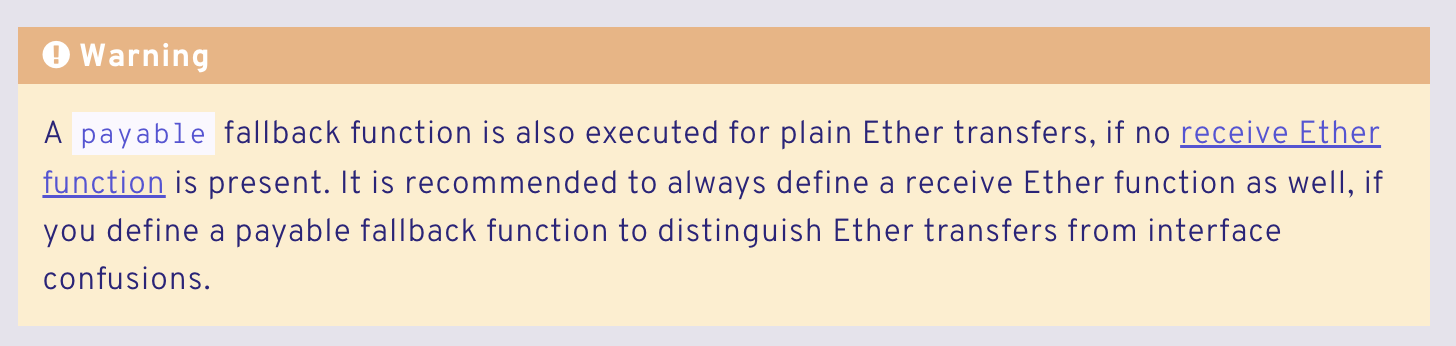 Warning
A payable fallback function is also executed for plain Ether transfers, if no receive Ether
function is present. It is recommended to always define a receive Ether function as well, if
you define a payable fallback function to distinguish Ether transfers from interface
confusions.